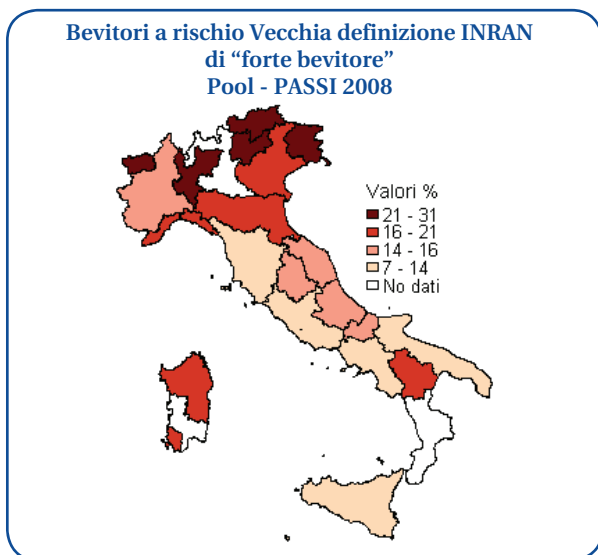 Bevitori a rischio Vecchia definizione INRAN
di “forte bevitore”
Pool - PASSI 2008
Valori %
21 - 31
16 - 21
14 - 16
7 - 14
No dati